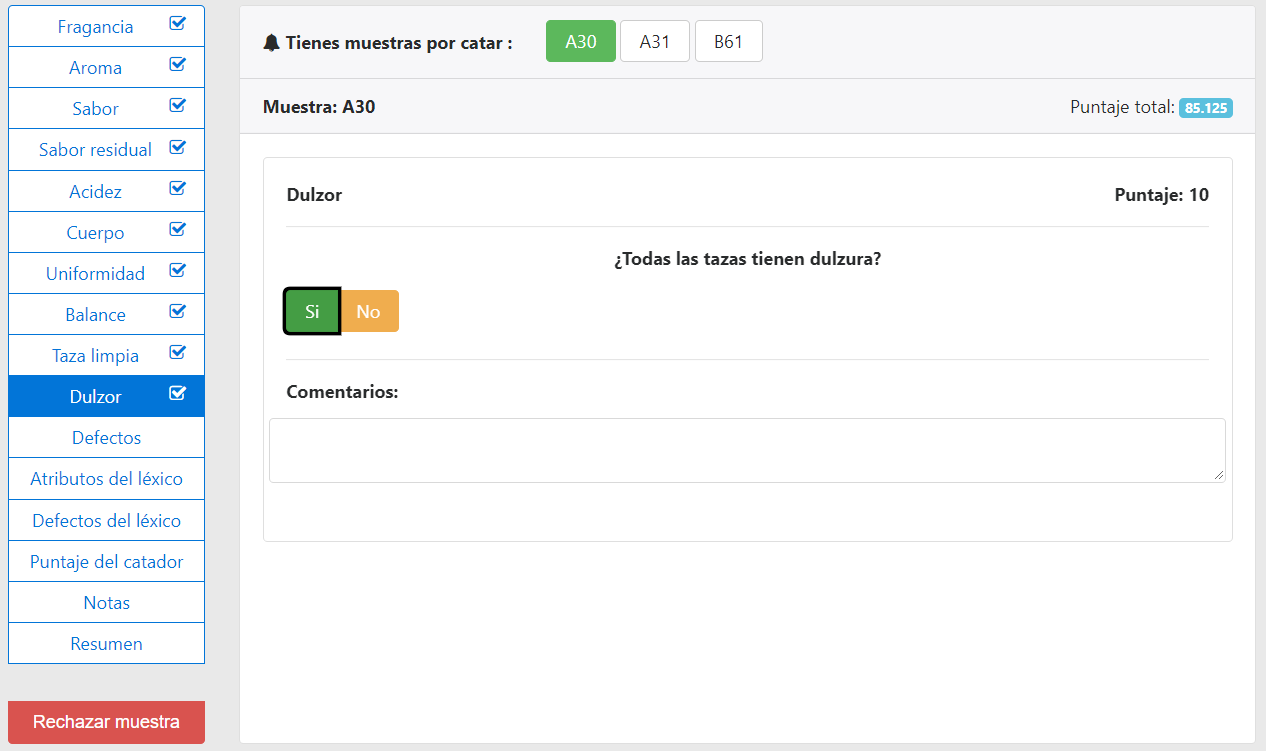 Fragancia
Aroma
Sabor
Sabor residual
Acidez
Cuerpo
Uniformidad
Balance
Taza limpia
Dulzor
Defectos
Atributos del léxico
Defectos del léxico
Puntaje del catador
Notas
Resumen
Rechazar muestra
Tienes muestras por catar : A30 A31 B61
Muestra: A30 Puntaje total: 85.125
Dulzor Puntaje: 10
¿Todas las tazas tienen dulzura?
Si No
Comentarios: